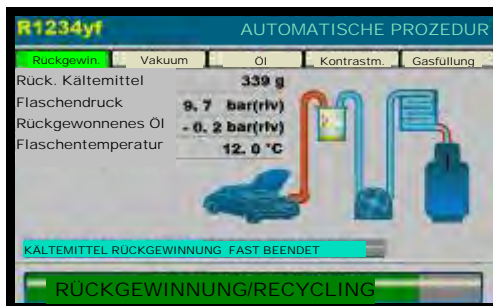 R1234yf AUTOMATISCHE PROZEDUR
Rückgewin. Vakuum Öl Kontrastm. Gasfüllung
Rück. Kältemittel 339 g
Flaschendruck 9. 7 bar(rlv)
Rückgewonnenes Öl - 0. 2 bar(rlv)
Flaschentemperatur 12. 0 °C
KÄLTEMITTEL RÜCKGEWINNUNG FAST BEENDET
RÜCKGEWINNUNG/RECYCLING